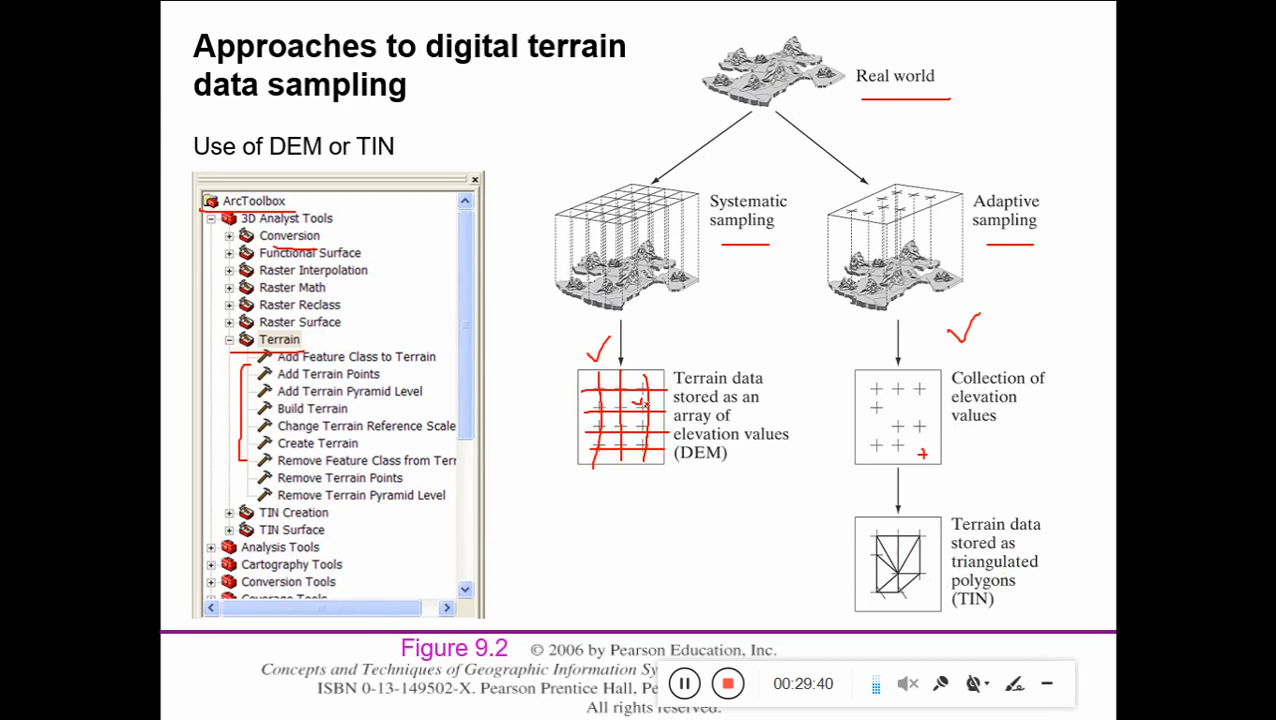 Approaches to digital terrain
data sampling
Use of DEM or TIN
ArcToolbox
3D Analyst Tools
Conversion
Functional Surface
Raster Interpolation
Raster Math
Raster Reclass
Raster Surface
Terrain
Add Feature Class to Terrain
Add Terrain Points
Add Terrain Pyramid Level
Build Terrain
Change Terrain Reference Scale
Create Terrain
Remove Feature Class from Terr
Remove Terrain Points
Remove Terrain Pyramid Level
TIN Creation
TIN Surface
Analysis Tools
Cartography Tools
Conversion Tools
Coverage Tools
Real world
Systematic
sampling
Adaptive
sampling
Terrain data
stored as an
array of
elevation values
(DEM)
Collection of
elevation
values
Terrain data
stored as
triangulated
polygons
(TIN)
Figure 9.2 © 2006 by Pearson Education, Inc.
Concepts and Techniques of Geographic Information Sy
ISBN 0-13-149502-X. Pearson Prentice Hall, Pe
All rights reserved.
00:29:40